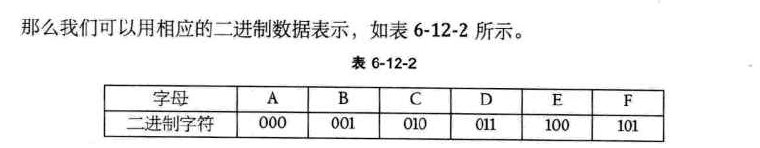 那么我们可以用相应的二进制数据表示，如表 6-12-2 所示。
表 6-12-2
字母 A B C D E F
二进制字符 000 001 010 011 100 101